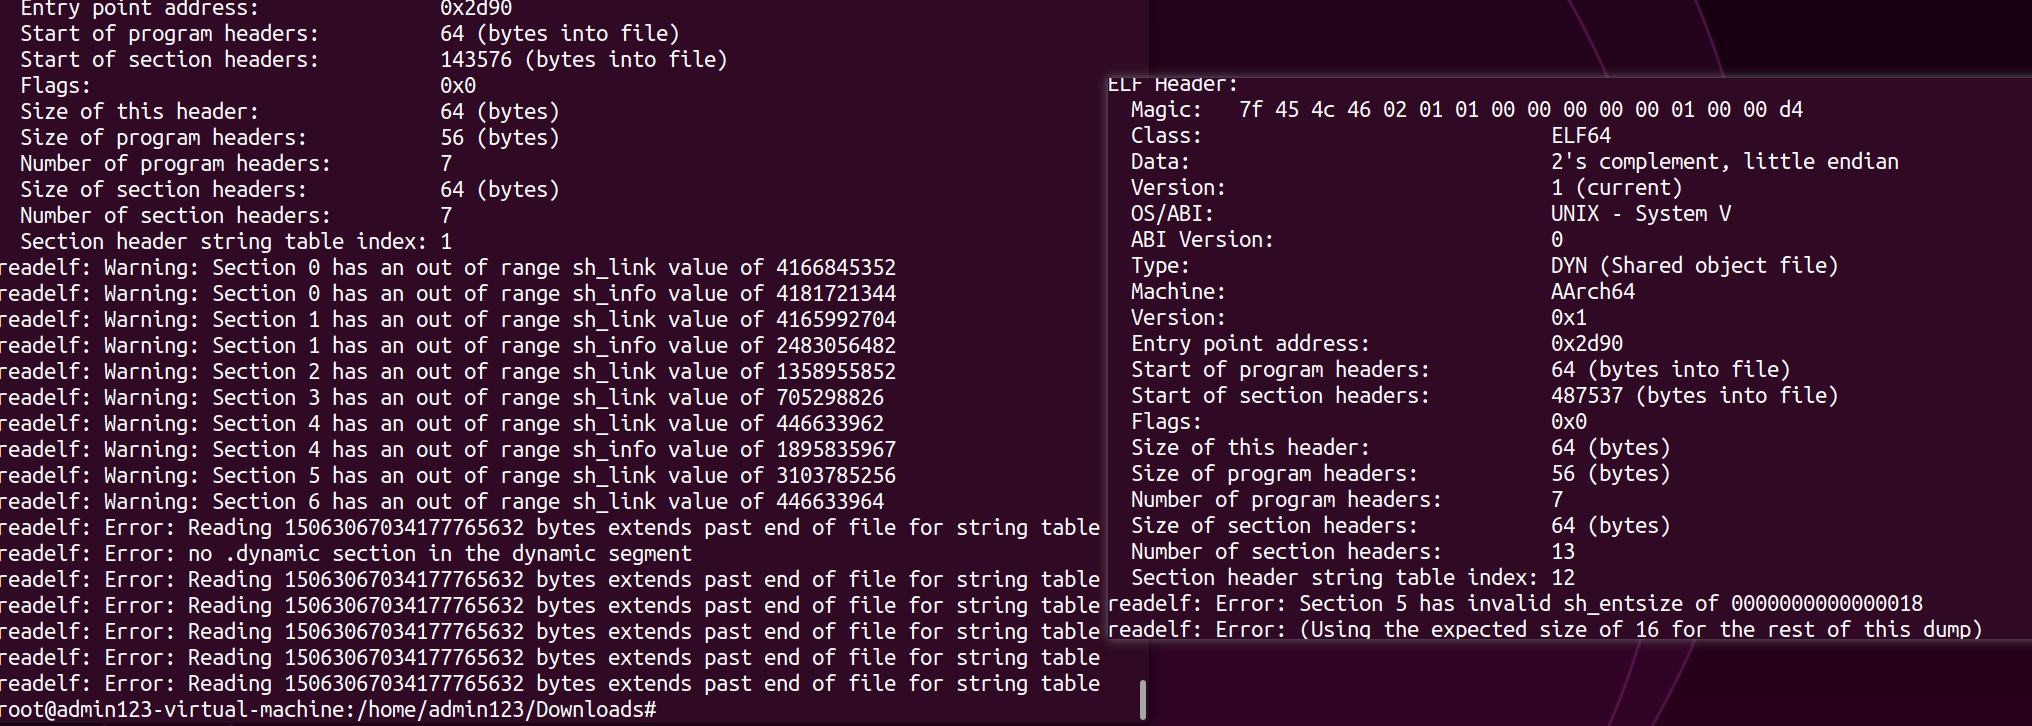 Entry point address: 0x2d90
Start of program headers: 64 (bytes into file)
Start of section headers: 143576 (bytes into file)
Flags: 0x0
Size of this header: 64 (bytes)
Size of program headers: 56 (bytes)
Number of program headers: 7
Size of section headers: 64 (bytes)
Number of section headers: 7
Section header string table index: 1
readelf: Warning: Section 0 has an out of range sh_link value of 4166845352
readelf: Warning: Section 0 has an out of range sh_info value of 4181721344
readelf: Warning: Section 1 has an out of range sh_link value of 4165992704
readelf: Warning: Section 1 has an out of range sh_info value of 2483056482
readelf: Warning: Section 2 has an out of range sh_link value of 1358955852
readelf: Warning: Section 3 has an out of range sh_link value of 705298826
readelf: Warning: Section 4 has an out of range sh_link value of 446633962
readelf: Warning: Section 4 has an out of range sh_info value of 1895835967
readelf: Warning: Section 5 has an out of range sh_link value of 3103785256
readelf: Warning: Section 6 has an out of range sh_link value of 446633964
readelf: Error: Reading 15063067034177765632 bytes extends past end of file for string table
readelf: Error: no .dynamic section in the dynamic segment
readelf: Error: Reading 15063067034177765632 bytes extends past end of file for string table
readelf: Error: Reading 15063067034177765632 bytes extends past end of file for string table
readelf: Error: Reading 15063067034177765632 bytes extends past end of file for string table
readelf: Error: Reading 15063067034177765632 bytes extends past end of file for string table
readelf: Error: Reading 15063067034177765632 bytes extends past end of file for string table
root@admin123-virtual-machine:/home/admin123/Downloads#
ELF Header:
Magic: 7f 45 4c 46 02 01 01 00 00 00 00 00 01 00 00 d4
Class: ELF64
Data: 2's complement, little endian
Version: 1 (current)
OS/ABI: UNIX - System V
ABI Version: 0
Type: DYN (Shared object file)
Machine: AArch64
Version: 0x1
Entry point address: 0x2d90
Start of program headers: 64 (bytes into file)
Start of section headers: 487537 (bytes into file)
Flags: 0x0
Size of this header: 64 (bytes)
Size of program headers: 56 (bytes)
Number of program headers: 7
Size of section headers: 64 (bytes)
Number of section headers: 13
Section header string table index: 12
readelf: Error: Section 5 has invalid sh_entsize of 0000000000000018
readelf: Error: (Using the expected size of 16 for the rest of this dump)